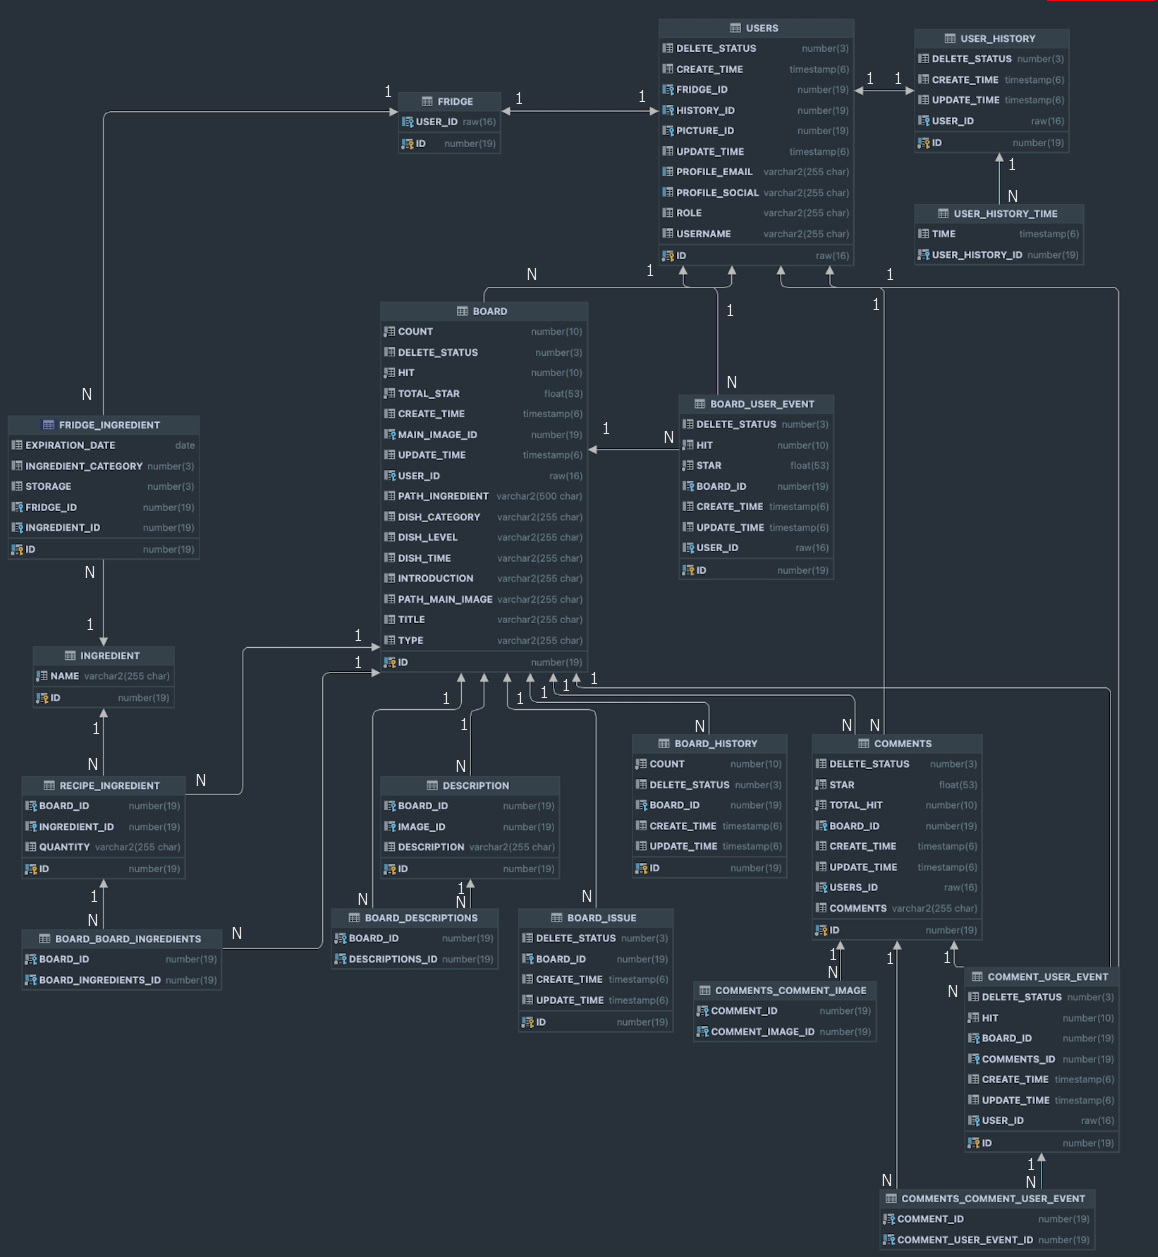 USERS
DELETE_STATUS number(3)
CREATE_TIME timestamp(6)
FRIDGE_ID number(19)
HISTORY_ID number(19)
PICTURE_ID number(19)
UPDATE_TIME timestamp(6)
PROFILE_EMAIL varchar2(255 char)
PROFILE_SOCIAL varchar2(255 char)
ROLE varchar2(255 char)
USERNAME varchar2(255 char)
ID raw(16)
USER_HISTORY
DELETE_STATUS number(3)
CREATE_TIME timestamp(6)
UPDATE_TIME timestamp(6)
USER_ID raw(16)
ID number(19)
1 1
1
N
USER_HISTORY_TIME
TIME timestamp(6)
USER_HISTORY_ID number(19)
1
FRIDGE
USER_ID raw(16)
ID number(19)
1 1
N 1 1
1 1
BOARD
COUNT number(10)
DELETE_STATUS number(3)
HIT number(10)
TOTAL_STAR float(53)
CREATE_TIME timestamp(6)
MAIN_IMAGE_ID number(19)
UPDATE_TIME timestamp(6)
USER_ID raw(16)
PATH_INGREDIENT varchar2(500 char)
DISH_CATEGORY varchar2(255 char)
DISH_LEVEL varchar2(255 char)
DISH_TIME varchar2(255 char)
INTRODUCTION varchar2(255 char)
PATH_MAIN_IMAGE varchar2(255 char)
TITLE varchar2(255 char)
TYPE varchar2(255 char)
ID number(19)
N
BOARD_USER_EVENT
DELETE_STATUS number(3)
HIT number(10)
STAR float(53)
BOARD_ID number(19)
CREATE_TIME timestamp(6)
UPDATE_TIME timestamp(6)
USER_ID raw(16)
ID number(19)
1 N
N
FRIDGE_INGREDIENT
EXPIRATION_DATE date
INGREDIENT_CATEGORY number(3)
STORAGE number(3)
FRIDGE_ID number(19)
INGREDIENT_ID number(19)
ID number(19)
N
1
INGREDIENT
NAME varchar2(255 char)
ID number(19)
1
1
1
N
N
RECIPE_INGREDIENT
BOARD_ID number(19)
INGREDIENT_ID number(19)
QUANTITY varchar2(255 char)
ID number(19)
1
N
N
BOARD_BOARD_INGREDIENTS
BOARD_ID number(19)
BOARD_INGREDIENTS_ID number(19)
1 1 1 1 1 1
N
DESCRIPTION
BOARD_ID number(19)
IMAGE_ID number(19)
DESCRIPTION varchar2(255 char)
ID number(19)
1
N
N
BOARD_DESCRIPTIONS
BOARD_ID number(19)
DESCRIPTIONS_ID number(19)
N
BOARD_ISSUE
DELETE_STATUS number(3)
BOARD_ID number(19)
CREATE_TIME timestamp(6)
UPDATE_TIME timestamp(6)
ID number(19)
N
BOARD_HISTORY
COUNT number(10)
DELETE_STATUS number(3)
BOARD_ID number(19)
CREATE_TIME timestamp(6)
UPDATE_TIME timestamp(6)
ID number(19)
N N
COMMENTS
DELETE_STATUS number(3)
STAR float(53)
TOTAL_HIT number(10)
BOARD_ID number(19)
CREATE_TIME timestamp(6)
UPDATE_TIME timestamp(6)
USERS_ID raw(16)
COMMENTS varchar2(255 char)
ID number(19)
1 1 1
N
COMMENTS_COMMENT_IMAGE
COMMENT_ID number(19)
COMMENT_IMAGE_ID number(19)
N
COMMENT_USER_EVENT
DELETE_STATUS number(3)
HIT number(10)
BOARD_ID number(19)
COMMENTS_ID number(19)
CREATE_TIME timestamp(6)
UPDATE_TIME timestamp(6)
USER_ID raw(16)
ID number(19)
1
N N
COMMENTS_COMMENT_USER_EVENT
COMMENT_ID number(19)
COMMENT_USER_EVENT_ID number(19)